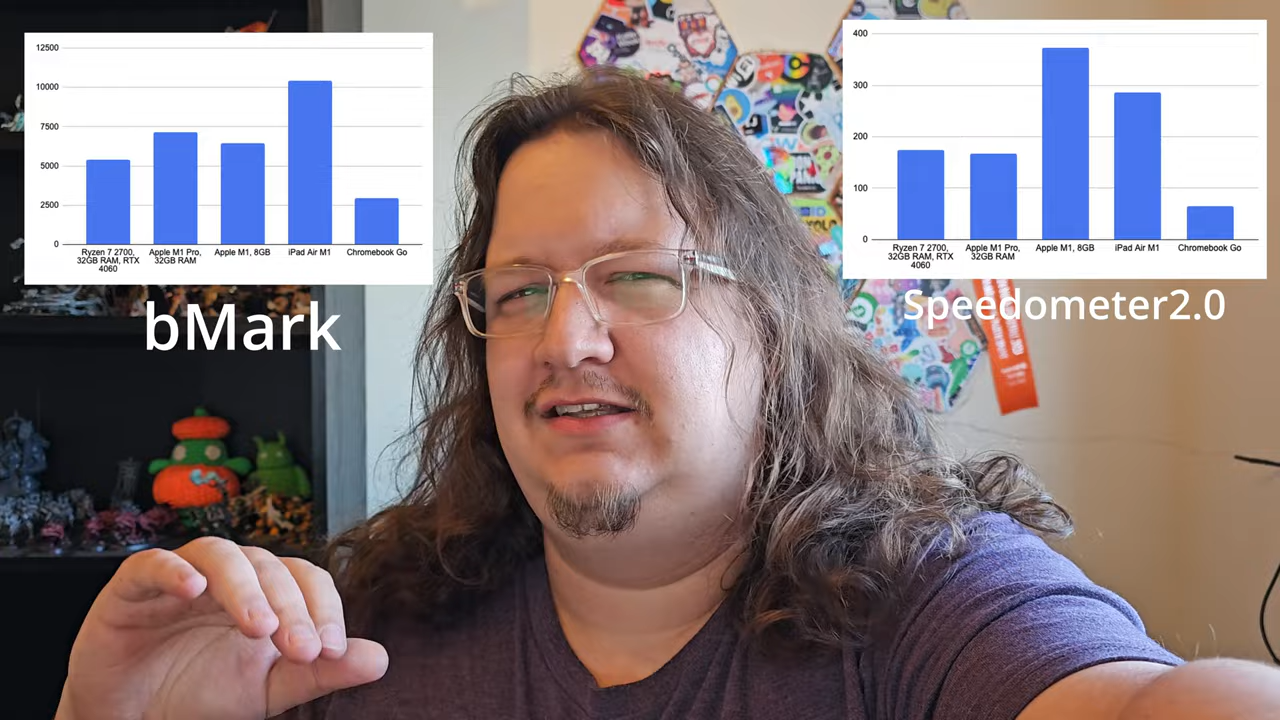 12500
10000
7500
5000
2500
0
Ryzen 7 2700,
32GB RAM, RTX
4060
Apple M1 Pro,
32GB RAM
Apple M1, 8GB
iPad Air M1
Chromebook Go
bMark
400
300
200
100
0
Ryzen 7 2700,
32GB RAM, RTX
4060
Apple M1 Pro,
32GB RAM
Apple M1, 8GB
iPad Air M1
Chromebook Go
Speedometer2.0